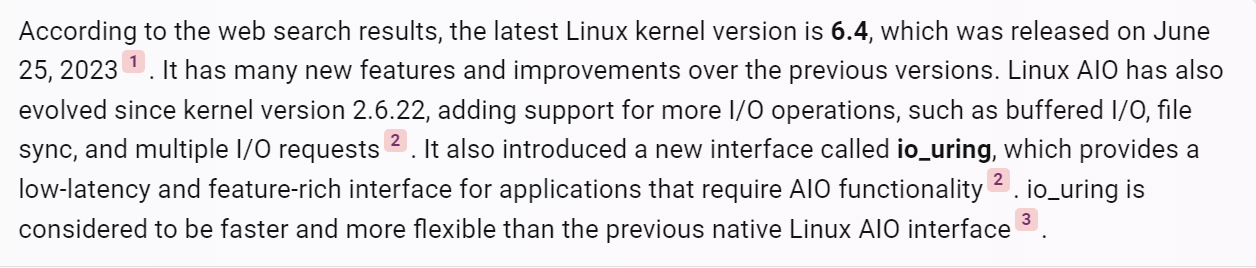 According to the web search results, the latest Linux kernel version is 6.4, which was released on June
25, 2023 1 . It has many new features and improvements over the previous versions. Linux AIO has also
evolved since kernel version 2.6.22, adding support for more I/O operations, such as buffered I/O, file
sync, and multiple I/O requests 2 . It also introduced a new interface called io_uring, which provides a
low-latency and feature-rich interface for applications that require AIO functionality 2 . io_uring is
considered to be faster and more flexible than the previous native Linux AIO interface 3 .